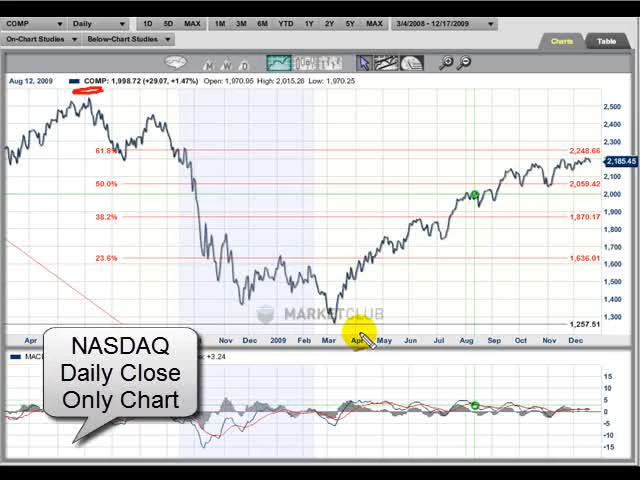 COMP Daily 1D 5D MAX 1M 3M 6M YTD 1Y 2Y 5Y MAX 3/4/2008 - 12/17/2009
On-Chart Studies Below-Chart Studies Charts Table
M W D
Aug 12, 2009 COMP: 1,998.72 (+29.07, +1.47%) Open: 1,970.95 High: 2,015.26 Low: 1,970.25
2,500
2,400
2,300
61.8% 2,248.66
2,185.45
2,100
50.0% 2,059.42
2,000
1,900
38.2% 1,870.17
1,800
1,700
23.6% 1,636.01
1,600
1,500
1,400
MARKETCLUB
1,300
1,257.51
Apr Nov Dec 2009 Feb Mar Apr May Jun Jul Aug Sep Oct Nov Dec
MACD +3.24
NASDAQ
Daily Close
Only Chart
15
10
5
0
-5
-10
-15